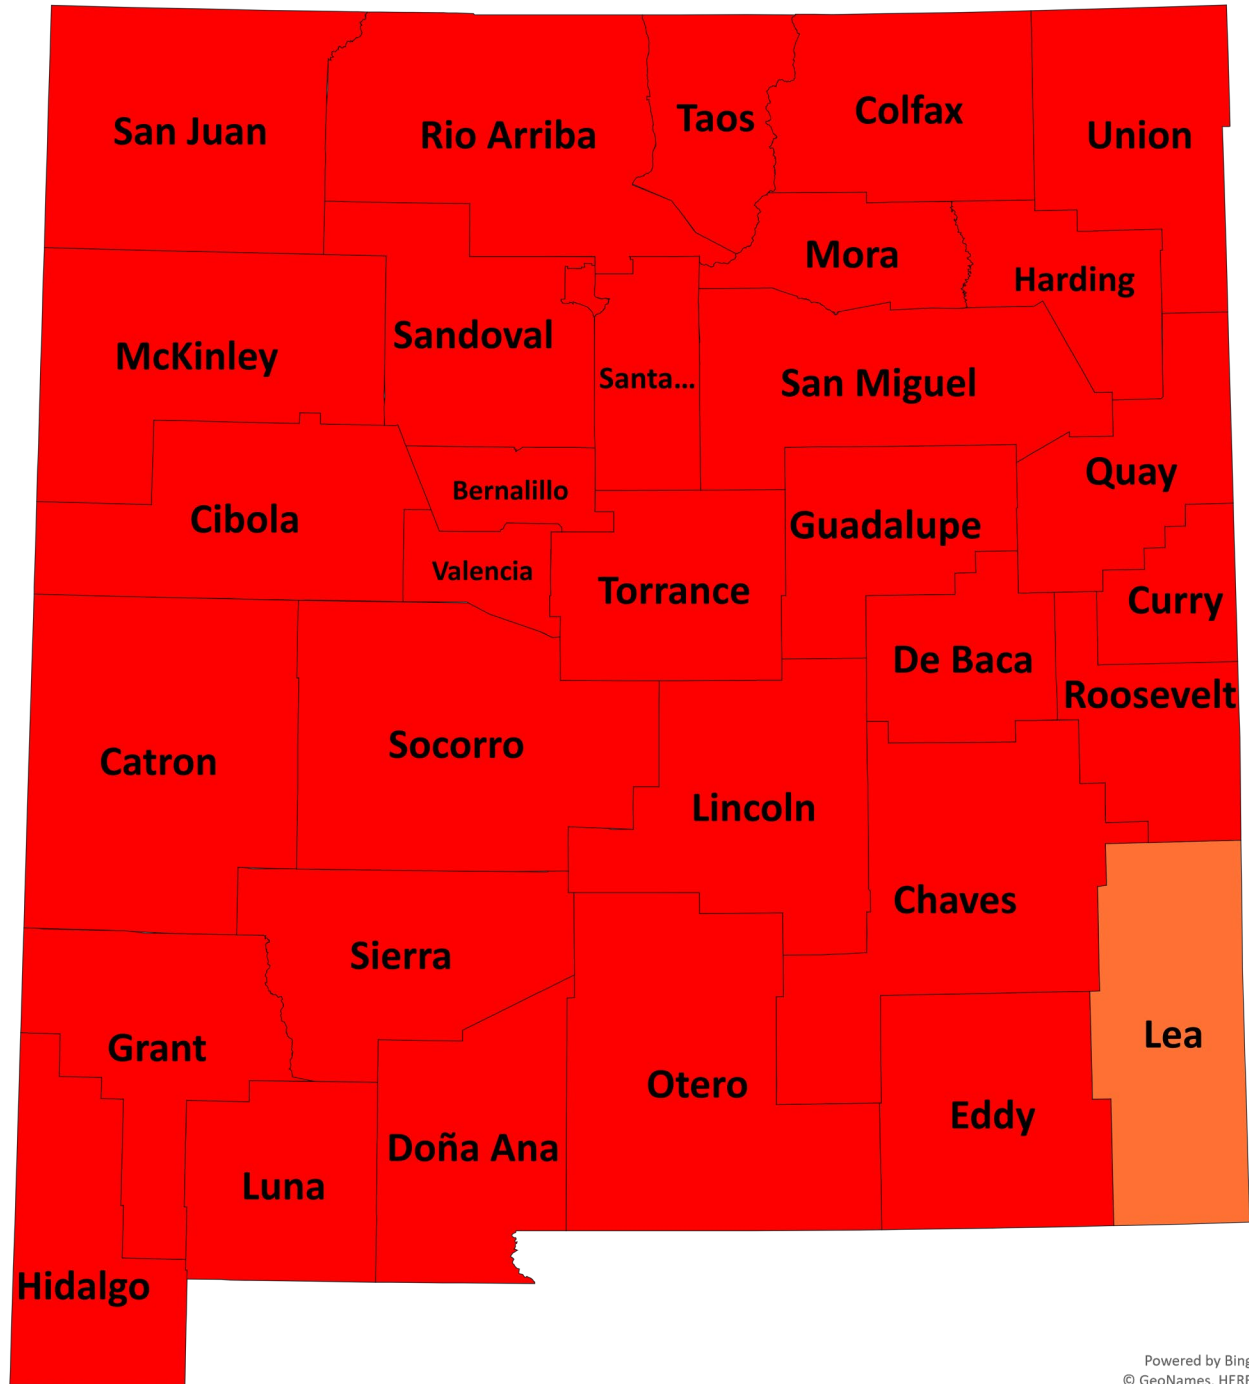 San Juan
Rio Arriba
Taos
Colfax
Union
Mora
Harding
McKinley
Sandoval
Santa...
San Miguel
Quay
Bernalillo
Cibola
Guadalupe
Valencia
Torrance
Curry
De Baca
Roosevelt
Catron
Socorro
Lincoln
Chaves
Sierra
Lea
Grant
Otero
Eddy
Doña Ana
Luna
Hidalgo
Powered by Bing
© GeoNames, HERE